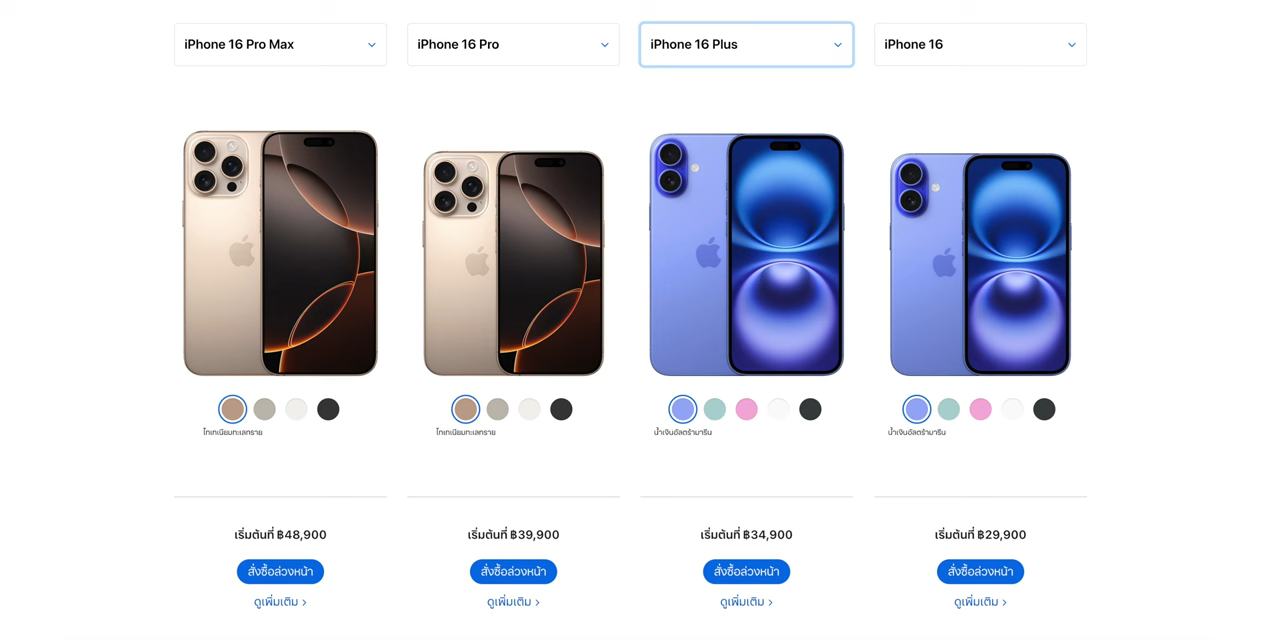 iPhone 16 Pro Max
iPhone 16 Pro
iPhone 16 Plus
iPhone 16
ไทเทเนียมทะเลทราย
ไทเทเนียมทะเลทราย
น้ำเงินอัลตร้ามารีน
น้ำเงินอัลตร้ามารีน
เริ่มต้นที่ ฿48,900
เริ่มต้นที่ ฿39,900
เริ่มต้นที่ ฿34,900
เริ่มต้นที่ ฿29,900
สั่งซื้อล่วงหน้า
สั่งซื้อล่วงหน้า
สั่งซื้อล่วงหน้า
สั่งซื้อล่วงหน้า
ดูเพิ่มเติม >
ดูเพิ่มเติม >
ดูเพิ่มเติม >
ดูเพิ่มเติม >